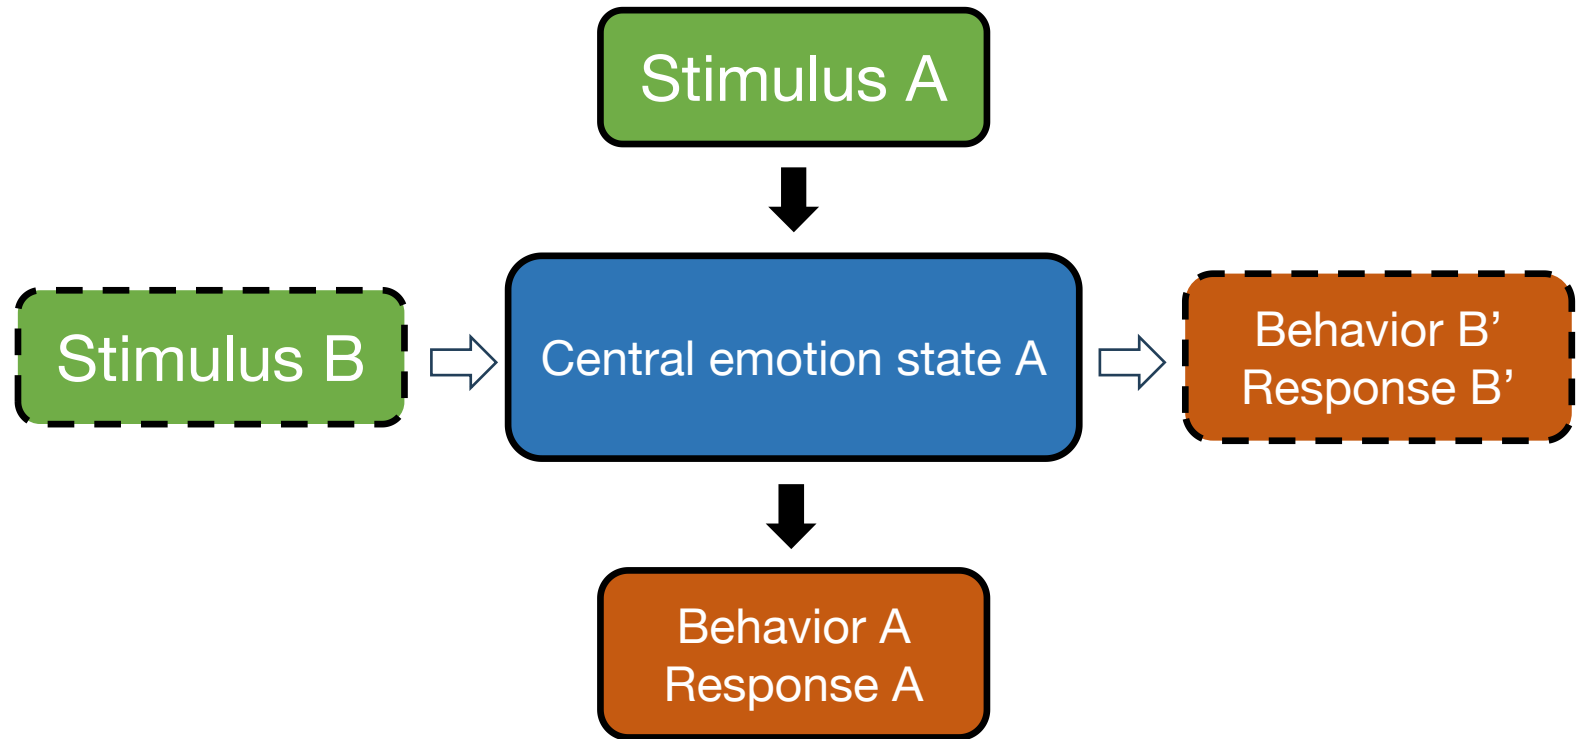 Stimulus A
Stimulus B
Central emotion state A
Behavior B’
Response B’
Behavior A
Response A